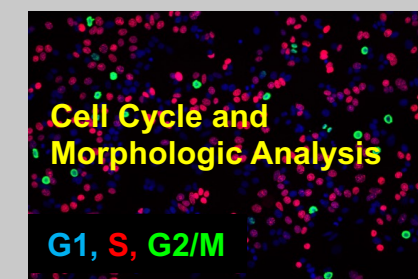 Cell Cycle and
Morphologic Analysis
G1, S, G2/M